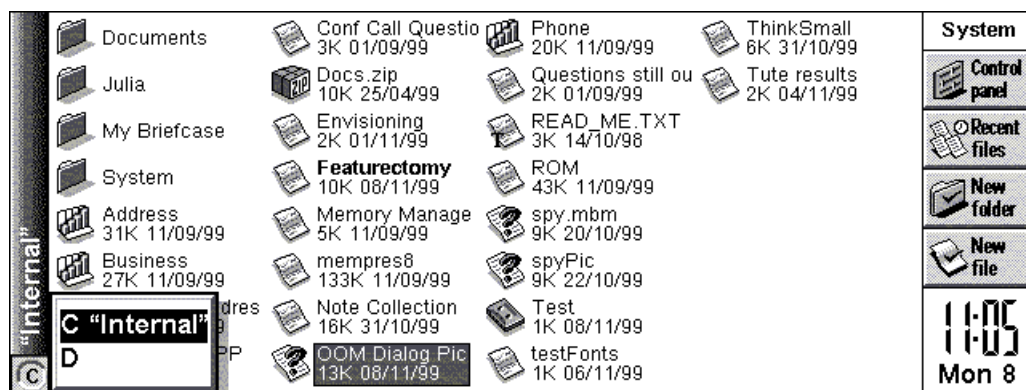 Documents
Julia
My Briefcase
System
Address
31K 11/09/99
Business
27K 11/09/99
dres
9
PP
Conf Call Questio
3K 01/09/99
Docs.zip
10K 25/04/99
Envisioning
2K 01/11/99
Featurectomy
10K 08/11/99
Memory Manage
5K 11/09/99
mempres8
133K 11/09/99
Note Collection
16K 31/10/99
OOM Dialog Pic
13K 08/11/99
Phone
20K 11/09/99
Questions still ou
2K 01/09/99
READ_ME.TXT
3K 14/10/98
ROM
43K 11/09/99
spy.mbm
9K 20/10/99
spyPic
9K 22/10/99
Test
1K 08/11/99
testFonts
1K 06/11/99
ThinkSmall
6K 31/10/99
Tute results
2K 04/11/99
"Internal"
C
C "Internal"
D
System
Control
panel
Recent
files
New
folder
New
file
11:05
Mon 8
ZIP